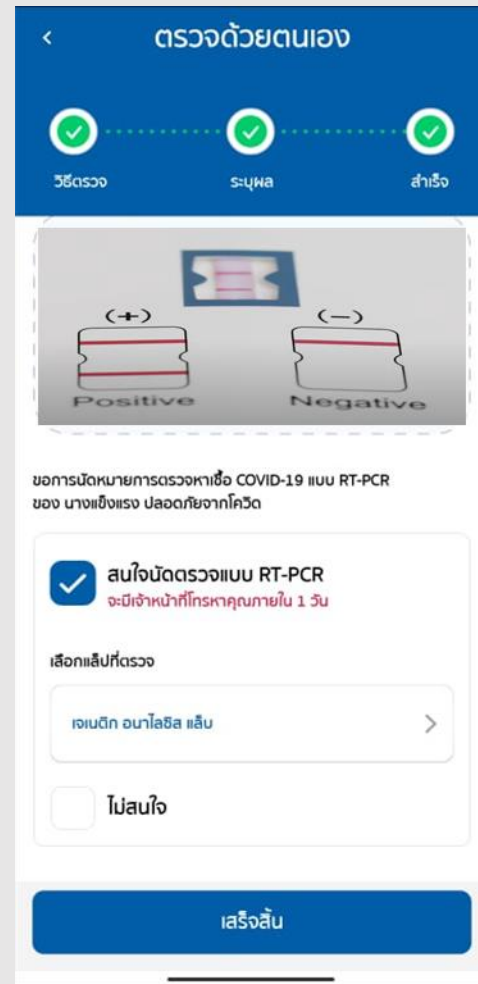 ตรวจด้วยตนเอง
วิธีตรวจ
ระบุผล
สำเร็จ
(+)
(−)
Positive
Negative
ขอการนัดหมายการตรวจหาเชื้อ COVID-19 แบบ RT-PCR
ของ นางแข็งแรง ปลอดภัยจากโควิด
สนใจนัดตรวจแบบ RT-PCR
จะมีเจ้าหน้าที่โทรหาคุณภายใน 1 วัน
เลือกแล็ปที่ตรวจ
เจเนติก อนาไลซิส แล็บ
ไม่สนใจ
เสร็จสิ้น